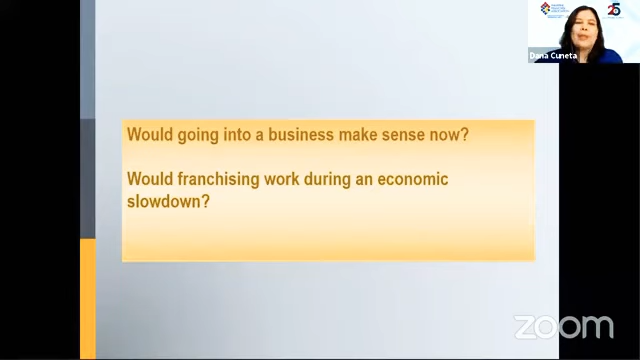 Would going into a business make sense now?
Would franchising work during an economic
slowdown?
25
Dana Cuneta
zoom